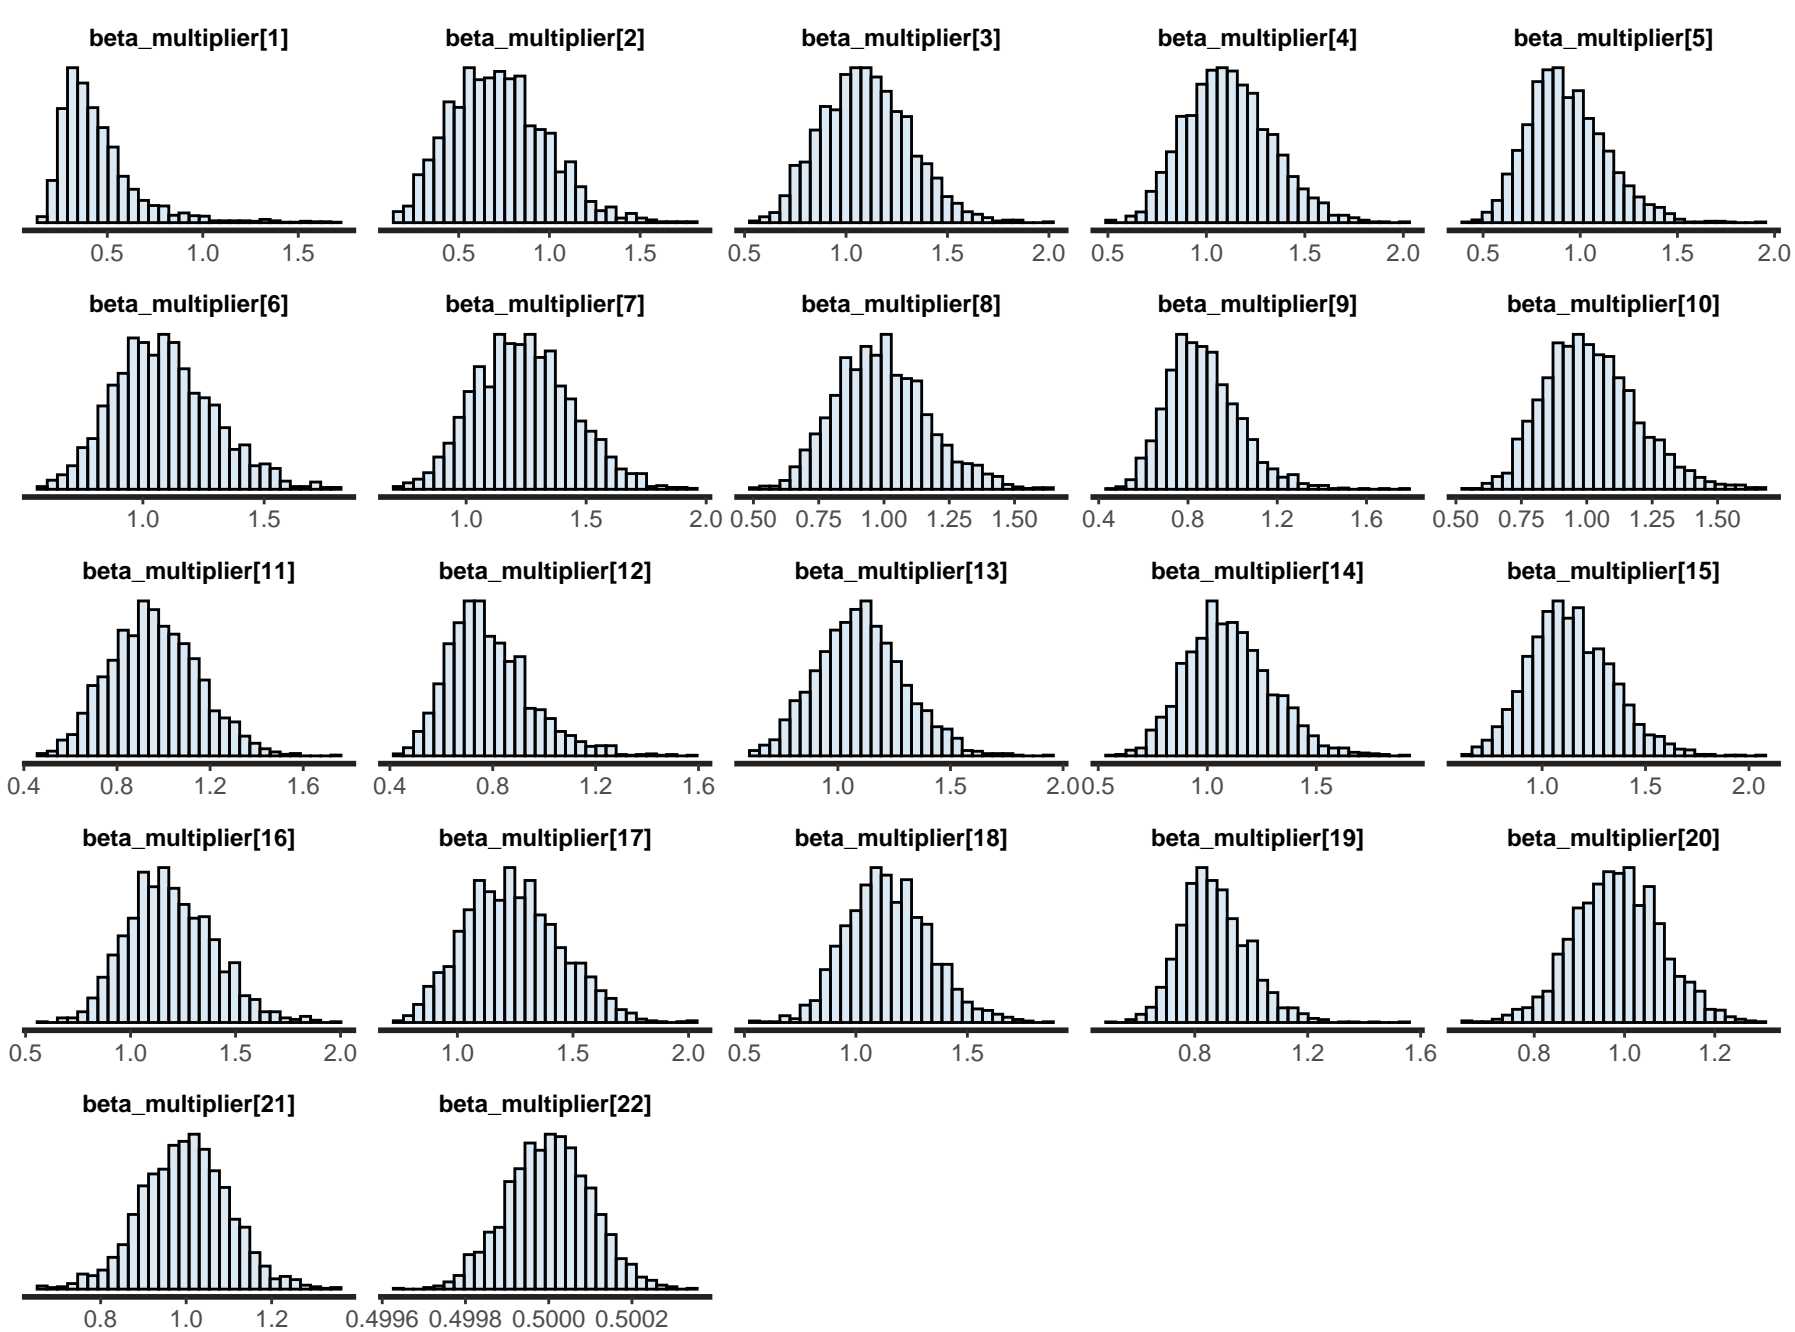 beta_multiplier[1] beta_multiplier[2] beta_multiplier[3] beta_multiplier[4] beta_multiplier[5]
0.5 1.0 1.5 0.5 1.0 1.5 0.5 1.0 1.5 2.0 0.5 1.0 1.5 2.0 0.5 1.0 1.5 2.0
beta_multiplier[6] beta_multiplier[7] beta_multiplier[8] beta_multiplier[9] beta_multiplier[10]
1.0 1.5 1.0 1.5 2.0 0.50 0.75 1.00 1.25 1.50 0.4 0.8 1.2 1.6 0.50 0.75 1.00 1.25 1.50
beta_multiplier[11] beta_multiplier[12] beta_multiplier[13] beta_multiplier[14] beta_multiplier[15]
0.4 0.8 1.2 1.6 0.4 0.8 1.2 1.6 1.0 1.5 2.0 0.5 1.0 1.5 1.0 1.5 2.0
beta_multiplier[16] beta_multiplier[17] beta_multiplier[18] beta_multiplier[19] beta_multiplier[20]
0.5 1.0 1.5 2.0 1.0 1.5 2.0 0.5 1.0 1.5 0.8 1.2 1.6 0.8 1.0 1.2
beta_multiplier[21] beta_multiplier[22]
0.8 1.0 1.2 0.4996 0.4998 0.5000 0.5002